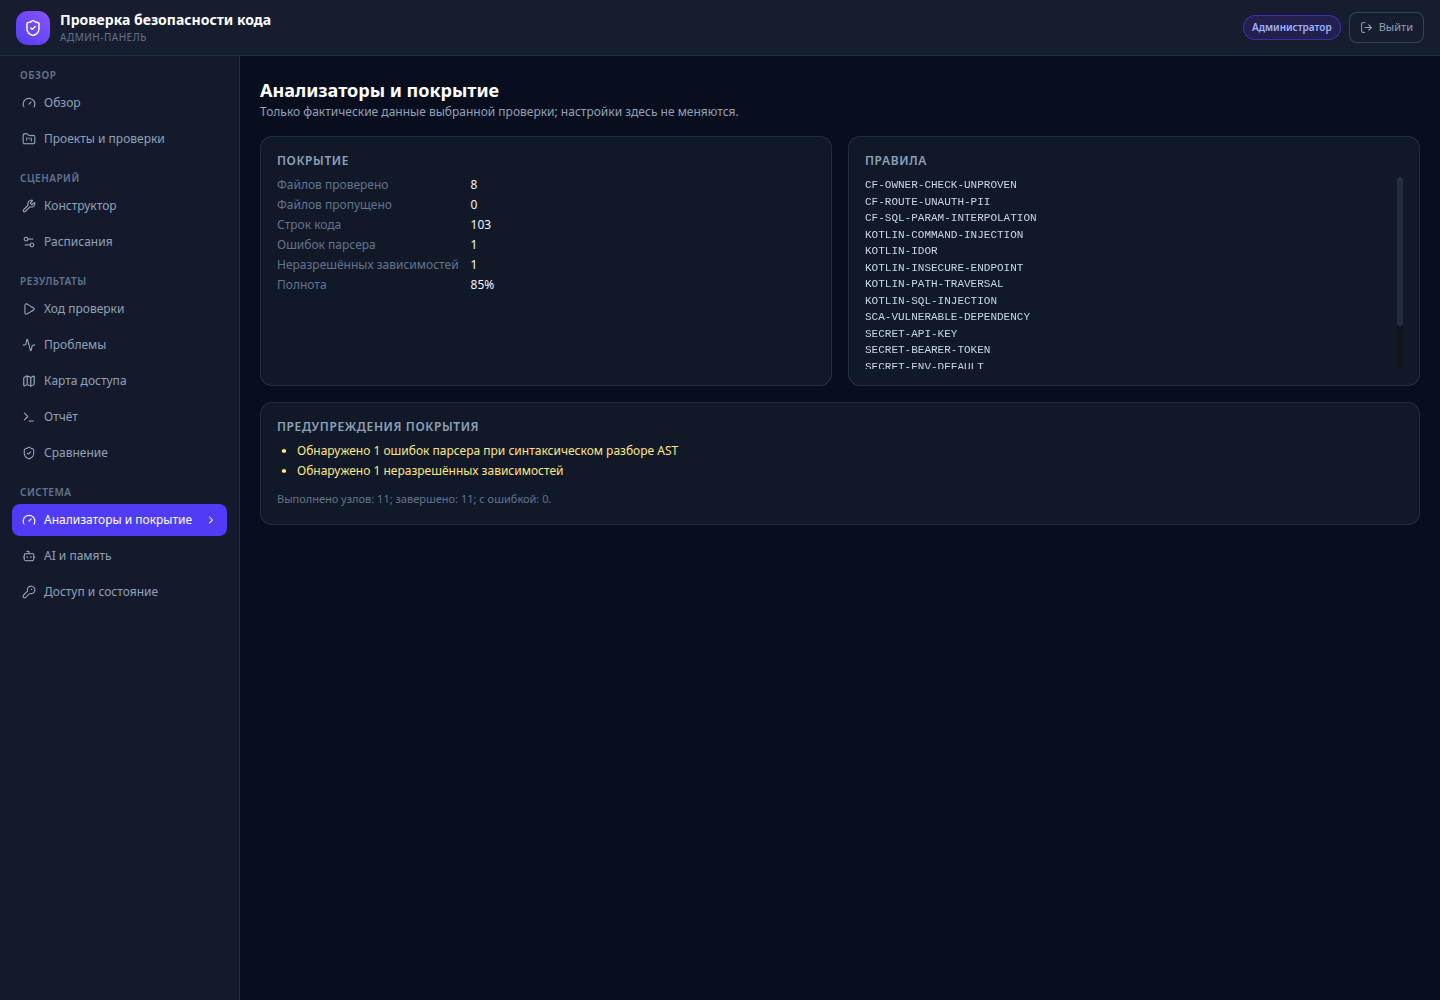 Проверка безопасности кода
АДМИН-ПАНЕЛЬ
Администратор
Выйти
ОБЗОР
Обзор
Проекты и проверки
СЦЕНАРИЙ
Конструктор
Расписания
РЕЗУЛЬТАТЫ
Ход проверки
Проблемы
Карта доступа
Отчёт
Сравнение
СИСТЕМА
Анализаторы и покрытие
AI и память
Доступ и состояние
Анализаторы и покрытие
Только фактические данные выбранной проверки; настройки здесь не меняются.
ПОКРЫТИЕ
Файлов проверено 8
Файлов пропущено 0
Строк кода 103
Ошибок парсера 1
Неразрешённых зависимостей 1
Полнота 85%
ПРАВИЛА
CF-OWNER-CHECK-UNPROVEN
CF-ROUTE-UNAUTH-PII
CF-SQL-PARAM-INTERPOLATION
KOTLIN-COMMAND-INJECTION
KOTLIN-IDOR
KOTLIN-INSECURE-ENDPOINT
KOTLIN-PATH-TRAVERSAL
KOTLIN-SQL-INJECTION
SCA-VULNERABLE-DEPENDENCY
SECRET-API-KEY
SECRET-BEARER-TOKEN
SECRET-ENV-DEFAULT
ПРЕДУПРЕЖДЕНИЯ ПОКРЫТИЯ
• Обнаружено 1 ошибок парсера при синтаксическом разборе AST
• Обнаружено 1 неразрешённых зависимостей
Выполнено узлов: 11; завершено: 11; с ошибкой: 0.